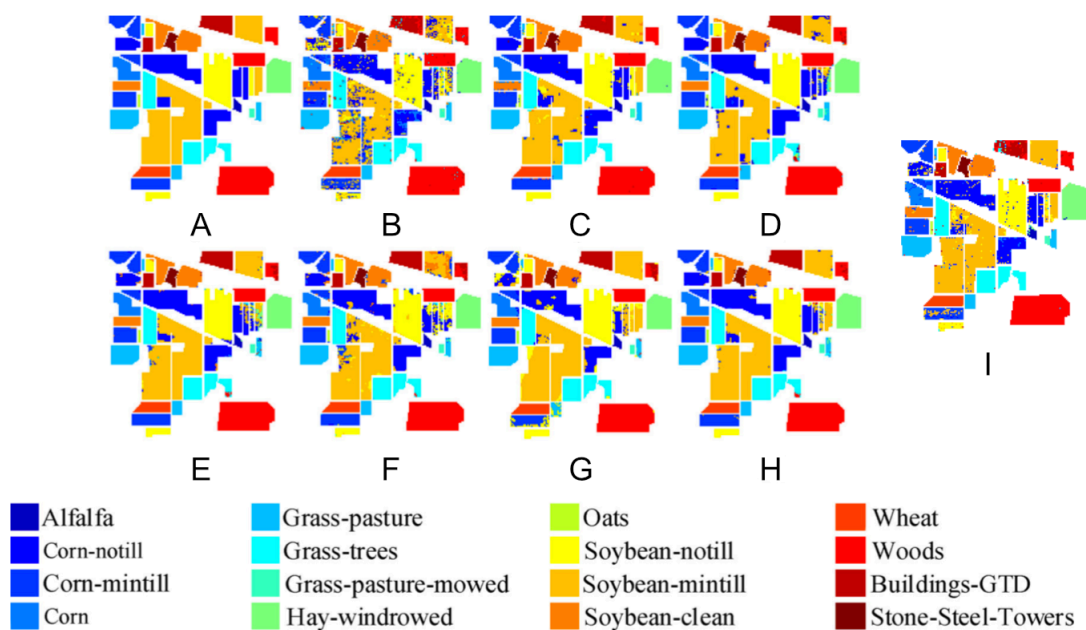 A B C D
I
E F G H
Alfalfa Grass-pasture Oats Wheat
Corn-notill Grass-trees Soybean-notill Woods
Corn-mintill Grass-pasture-mowed Soybean-mintill Buildings-GTD
Corn Hay-windrowed Soybean-clean Stone-Steel-Towers